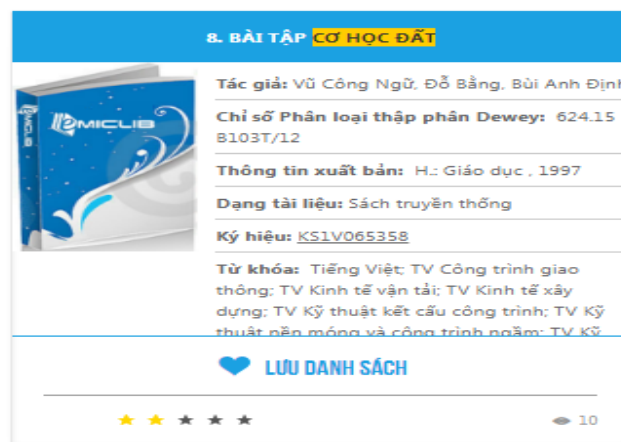 8. BÀI TẬP CƠ HỌC ĐẤT
EMICLIB
Tác giả: Vũ Công Ngữ, Đỗ Bằng, Bùi Anh Định
Chỉ số Phân loại thập phân Dewey: 624.15
B103T/12
Thông tin xuất bản: H.: Giáo dục , 1997
Dạng tài liệu: Sách truyền thống
Ký hiệu: KS1V065358
Từ khóa: Tiếng Việt; TV Công trình giao
thông; TV Kinh tế vận tải; TV Kinh tế xây
dựng; TV Kỹ thuật kết cấu công trình; TV Kỹ
thuật nền móng và công trình ngầm; TV Kỹ
LƯU DANH SÁCH
10